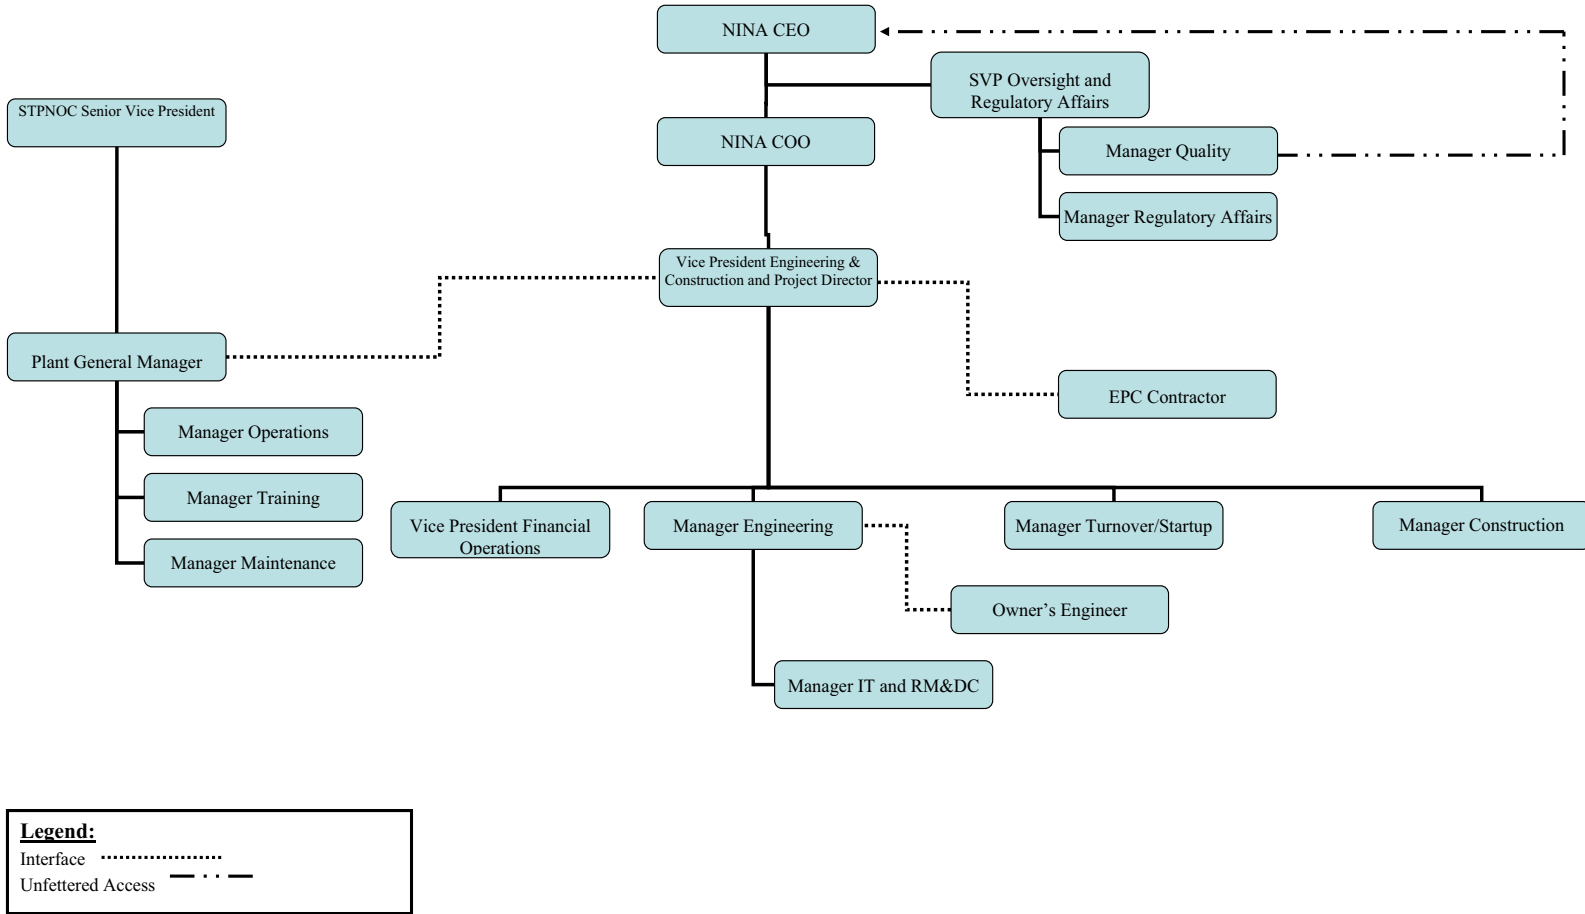 NINA CEO
SVP Oversight and
Regulatory Affairs
STPNOC Senior Vice President
NINA COO
Manager Quality
Manager Regulatory Affairs
Vice President Engineering &
Construction and Project Director
Plant General Manager
EPC Contractor
Manager Operations
Manager Training
Manager Maintenance
Vice President Financial
Operations
Manager Engineering
Manager Turnover/Startup
Manager Construction
Owner’s Engineer
Manager IT and RM&DC
Legend:
Interface
Unfettered Access